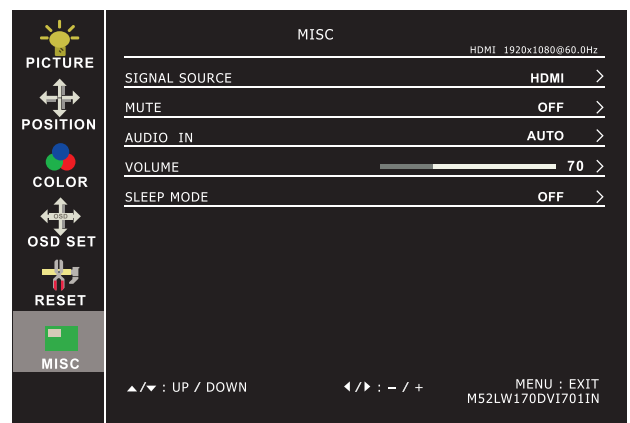 PICTURE
POSITION
COLOR
OSD
OSD SET
RESET
MISC
MISC
HDMI 1920x1080@60.0Hz
SIGNAL SOURCE HDMI >
MUTE OFF >
AUDIO IN AUTO >
VOLUME 70 >
SLEEP MODE OFF >
▲/▼ : UP / DOWN ◀/▶ : – / + MENU : EXIT
M52LW170DVI701IN